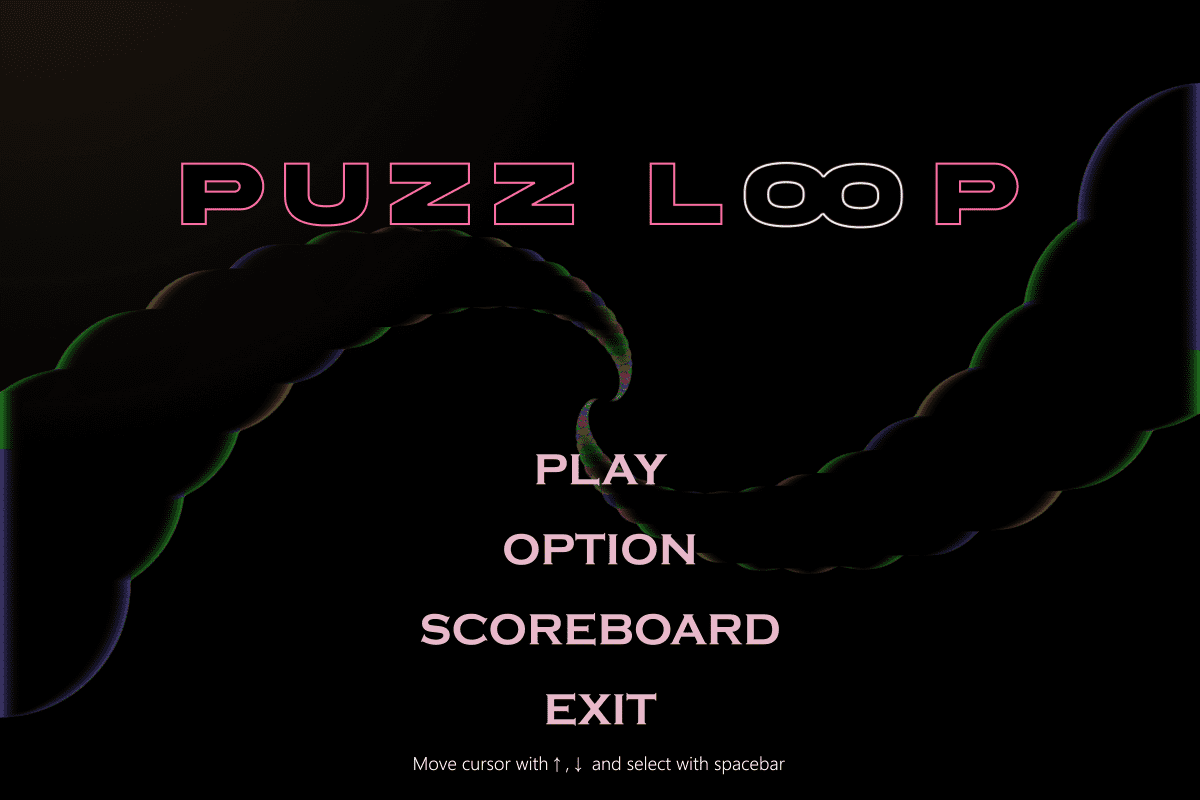 PUZZ LOOP
PLAY
OPTION
SCOREBOARD
EXIT
Move cursor with ↑ , ↓ and select with spacebar